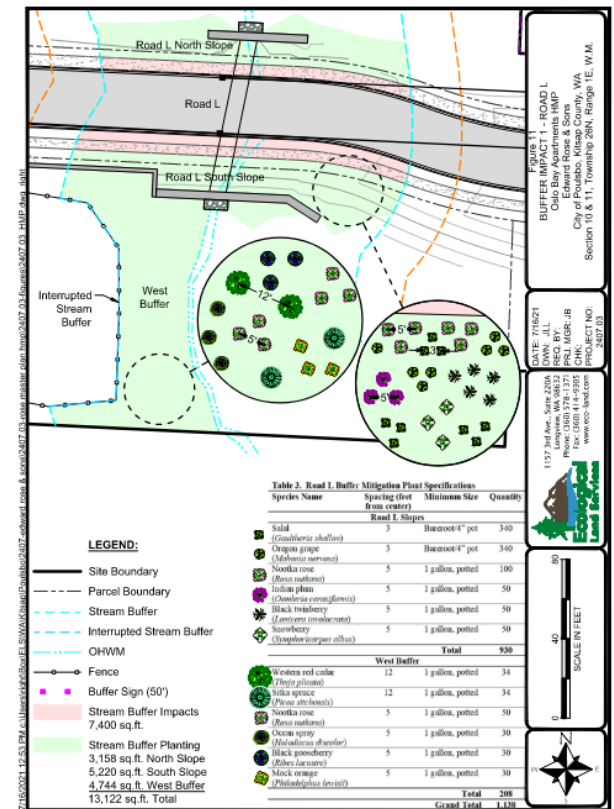 Road L North Slope
Road L
Road L South Slope
Interrupted
Stream
Buffer
West
Buffer
12'
5'
5'
3'
5'
Table 3. Road L Buffer Mitigation Plant Specifications
Species Name Spacing (feet from center) Minimum Size Quantity
Road L Slopes
Salal 3 Bareroot/4" pot 340
(Gaultheria shallon)
Oregon grape 3 Bareroot/4" pot 340
(Mahonia nervosa)
Nootka rose 5 1 gallon, potted 100
(Rosa nutkana)
Indian plum 5 1 gallon, potted 50
(Oemleria cerasiformis)
Black twinberry 5 1 gallon, potted 50
(Lonicera involucrata)
Snowberry 5 1 gallon, potted 50
(Symphoricarpos albus)
Total 930
West Buffer
Western red cedar 12 1 gallon, potted 34
(Thuja plicata)
Sitka spruce 12 1 gallon, potted 34
(Picea sitchensis)
Nootka rose 5 1 gallon, potted 50
(Rosa nutkana)
Ocean spray 5 1 gallon, potted 30
(Holodiscus discolor)
Black gooseberry 5 1 gallon, potted 30
(Ribes lacustre)
Mock orange 5 1 gallon, potted 30
(Philadelphus lewisii)
Total 208
Grand Total 1,138
LEGEND:
Site Boundary
Parcel Boundary
Stream Buffer
Interrupted Stream Buffer
OHWM
Fence
Buffer Sign (50')
Stream Buffer Impacts
7,400 sq.ft.
Stream Buffer Planting
3,158 sq.ft. North Slope
5,220 sq.ft. South Slope
4,744 sq.ft. West Buffer
13,122 sq.ft. Total
Figure 11
BUFFER IMPACT 1 - ROAD L
Oslo Bay Apartments HMP
Edward Rose & Sons
City of Poulsbo, Kitsap County, WA
Section 10 & 11, Township 26N, Range 1E, W.M.
DATE: 7/16/21
DWN: JLL
REQ. BY:
PRJ. MGR: JB
CHK:
PROJECT NO:
2407.03
1157 3rd Ave., Suite 220A
Longview, WA 98632
Phone: (360) 578-1371
Fax: (360) 414-9305
www.eco-land.com
Ecological
Land Services
0 40 80
SCALE IN FEET
7/16/2021 12:53 PM